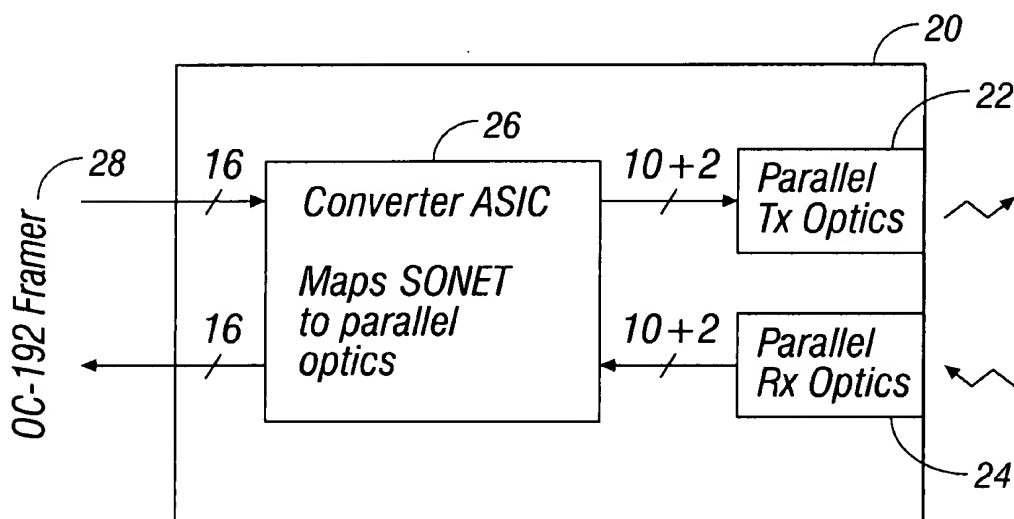 20
22
28
16
26
10+2
Converter ASIC
Maps SONET
to parallel
optics
Parallel
Tx Optics
OC-192 Framer
16
10+2
Parallel
Rx Optics
24